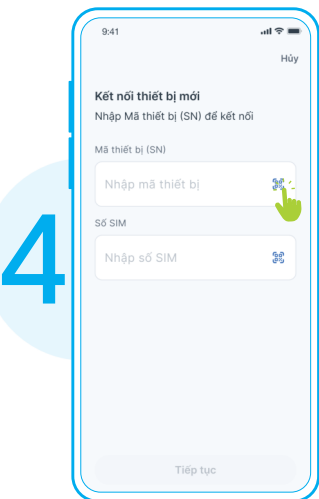 9:41
Hủy
Kết nối thiết bị mới
Nhập Mã thiết bị (SN) để kết nối
Mã thiết bị (SN)
Nhập mã thiết bị
Số SIM
Nhập số SIM
4
Tiếp tục